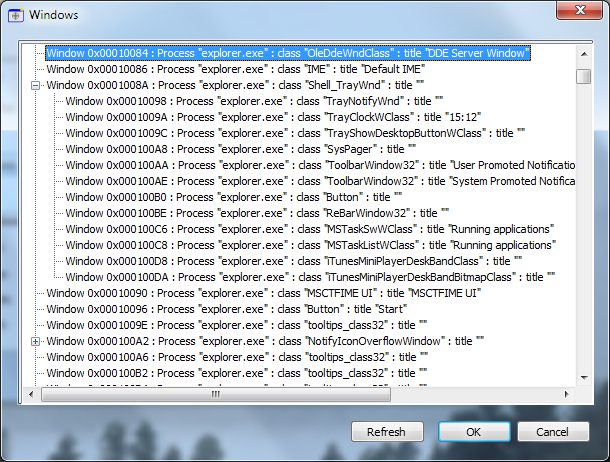 Windows
Window 0x00010084 : Process "explorer.exe" : class "OleDdeWndClass" : title "DDE Server Window"
Window 0x00010086 : Process "explorer.exe" : class "IME" : title "Default IME"
Window 0x0001008A : Process "explorer.exe" : class "Shell_TrayWnd" : title ""
Window 0x00010098 : Process "explorer.exe" : class "TrayNotifyWnd" : title ""
Window 0x0001009A : Process "explorer.exe" : class "TrayClockWClass" : title "15:12"
Window 0x0001009C : Process "explorer.exe" : class "TrayShowDesktopButtonWClass" : title ""
Window 0x000100A8 : Process "explorer.exe" : class "SysPager" : title ""
Window 0x000100AA : Process "explorer.exe" : class "ToolbarWindow32" : title "User Promoted Notificatio
Window 0x000100AE : Process "explorer.exe" : class "ToolbarWindow32" : title "System Promoted Notifica
Window 0x000100B0 : Process "explorer.exe" : class "Button" : title ""
Window 0x000100BE : Process "explorer.exe" : class "ReBarWindow32" : title ""
Window 0x000100C6 : Process "explorer.exe" : class "MSTaskSwWClass" : title "Running applications"
Window 0x000100C8 : Process "explorer.exe" : class "MSTaskListWClass" : title "Running applications"
Window 0x000100D8 : Process "explorer.exe" : class "iTunesMiniPlayerDeskBandClass" : title ""
Window 0x000100DA : Process "explorer.exe" : class "iTunesMiniPlayerDeskBandBitmapClass" : title ""
Window 0x00010090 : Process "explorer.exe" : class "MSCTFIME UI" : title "MSCTFIME UI"
Window 0x00010096 : Process "explorer.exe" : class "Button" : title "Start"
Window 0x0001009E : Process "explorer.exe" : class "tooltips_class32" : title ""
Window 0x000100A2 : Process "explorer.exe" : class "NotifyIconOverflowWindow" : title ""
Window 0x000100A6 : Process "explorer.exe" : class "tooltips_class32" : title ""
Window 0x000100B2 : Process "explorer.exe" : class "tooltips_class32" : title ""
Refresh
OK
Cancel